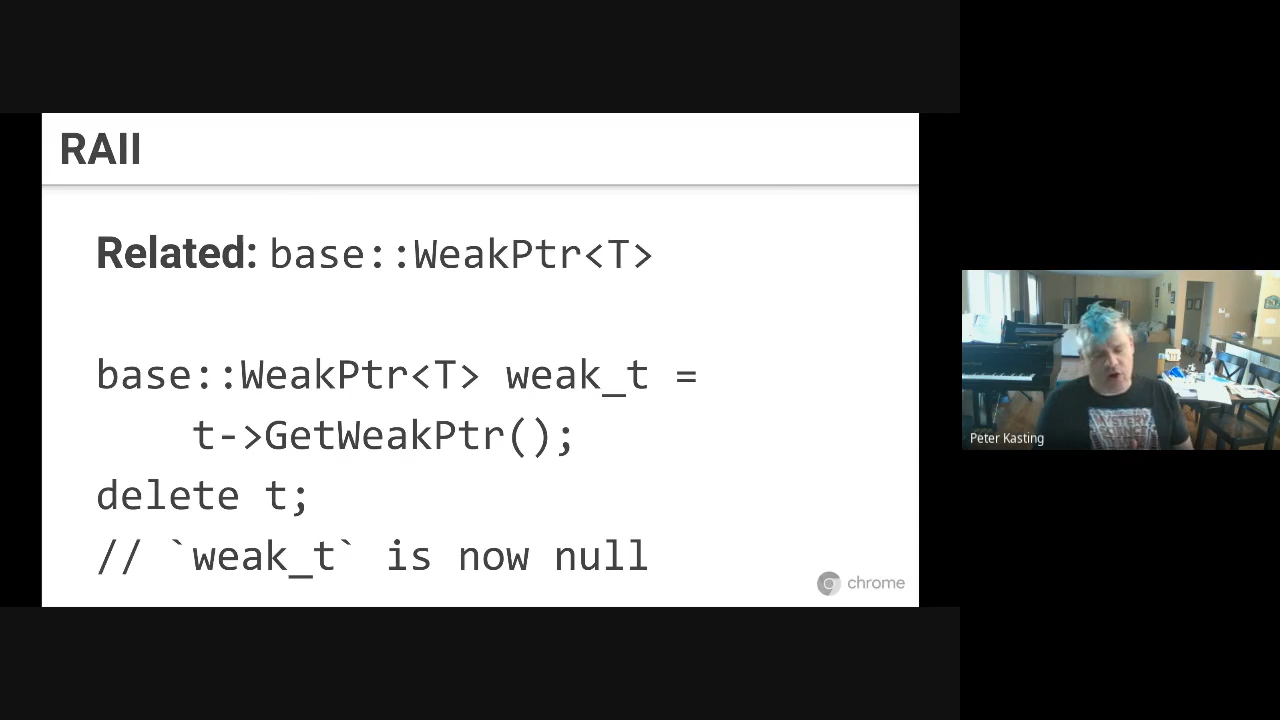 RAII
Related: base::WeakPtr<T>
base::WeakPtr<T> weak_t =
t->GetWeakPtr();
delete t;
// `weak_t` is now null
chrome
Peter Kasting